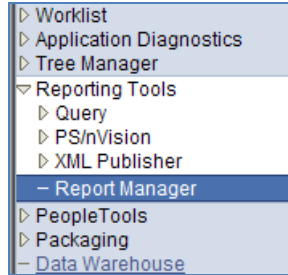 Worklist
Application Diagnostics
Tree Manager
Reporting Tools
Query
PS/nVision
XML Publisher
– Report Manager
PeopleTools
Packaging
– Data Warehouse